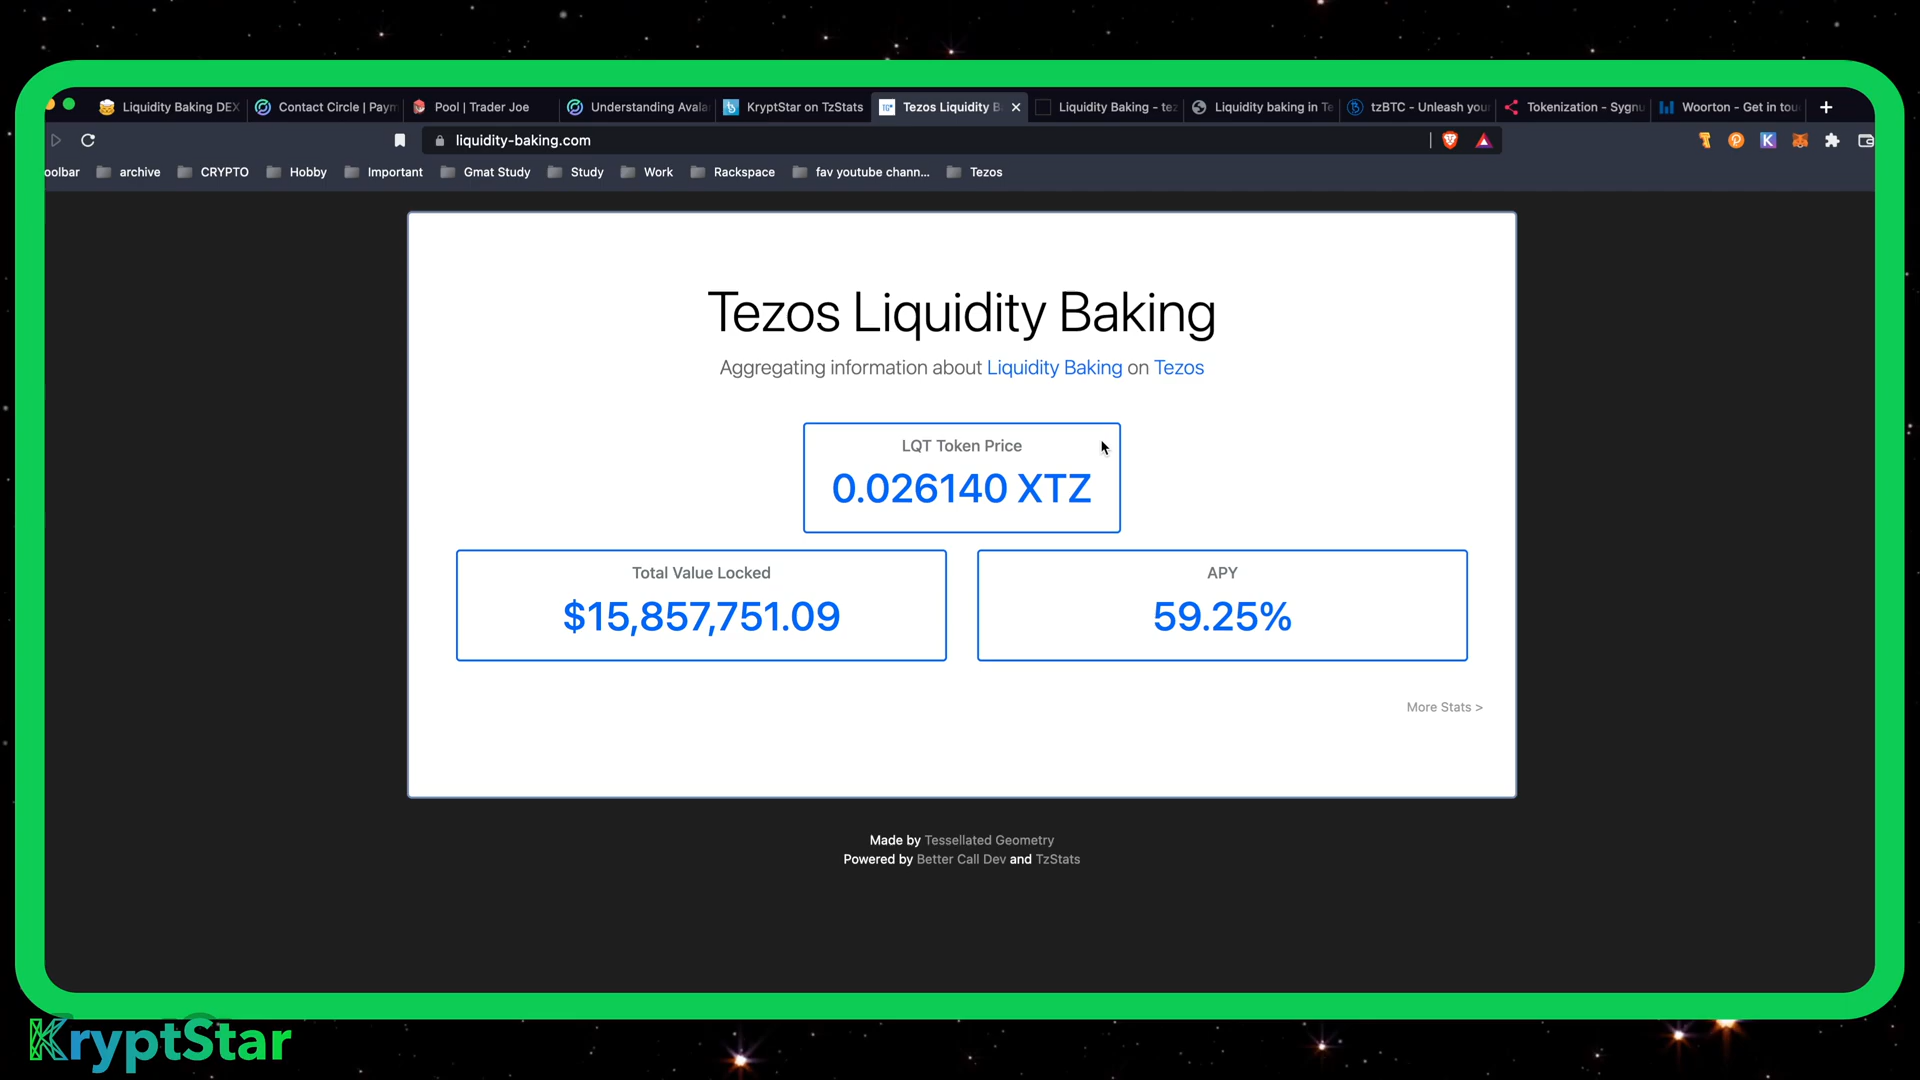 Liquidity Baking DEX
Contact Circle | Paym
Pool | Trader Joe
Understanding Avala
KryptStar on TzStats
Tezos Liquidity B
Liquidity Baking - tez
Liquidity baking in Te
tzBTC - Unleash your
Tokenization - Sygnu
Woorton - Get in touc
liquidity-baking.com
oolbar
archive
CRYPTO
Hobby
Important
Gmat Study
Study
Work
Rackspace
fav youtube chann...
Tezos
Tezos Liquidity Baking
Aggregating information about Liquidity Baking on Tezos
LQT Token Price
0.026140 XTZ
Total Value Locked
$15,857,751.09
APY
59.25%
More Stats >
Made by Tessellated Geometry
Powered by Better Call Dev and TzStats
KryptStar